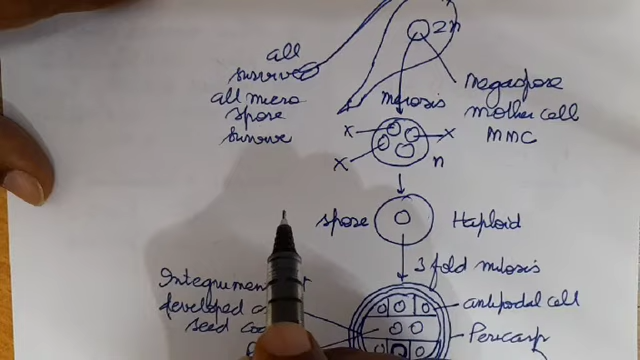 2n
all
survive
all micro
spore
survive
meiosis
Megaspore
mother cell
MMC
x
x
x
n
spore
Haploid
3 fold mitosis
Integument
developed
seed
antipodal cell
Pericarp